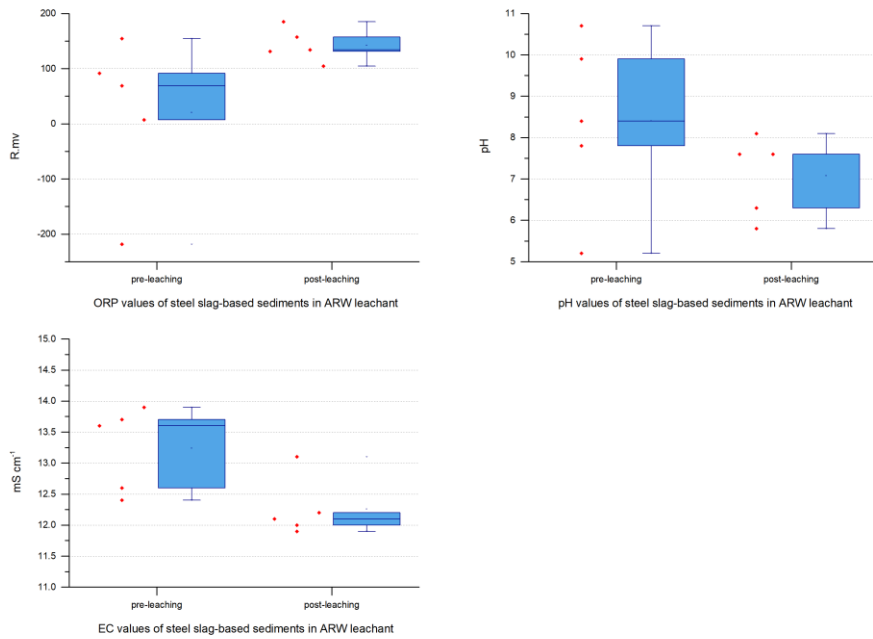 200
100
0
-100
-200
R.mv
pre-leaching
post-leaching
ORP values of steel slag-based sediments in ARW leachant
11
10
9
8
7
6
5
pH
pre-leaching
post-leaching
pH values of steel slag-based sediments in ARW leachant
15.0
14.5
14.0
13.5
13.0
12.5
12.0
11.5
11.0
mS cm⁻¹
pre-leaching
post-leaching
EC values of steel slag-based sediments in ARW leachant